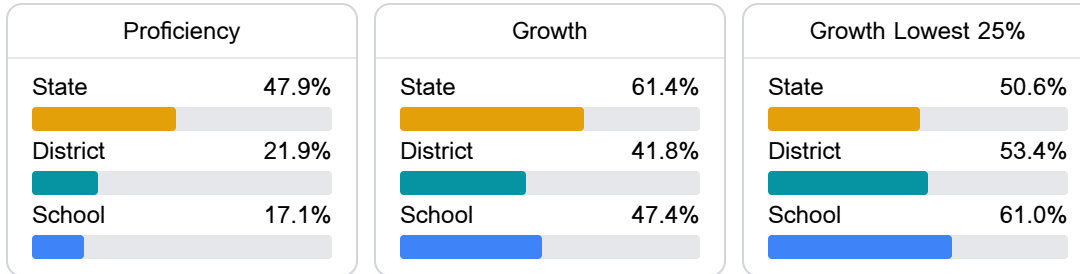 Proficiency
State 47.9%
District 21.9%
School 17.1%
Growth
State 61.4%
District 41.8%
School 47.4%
Growth Lowest 25%
State 50.6%
District 53.4%
School 61.0%